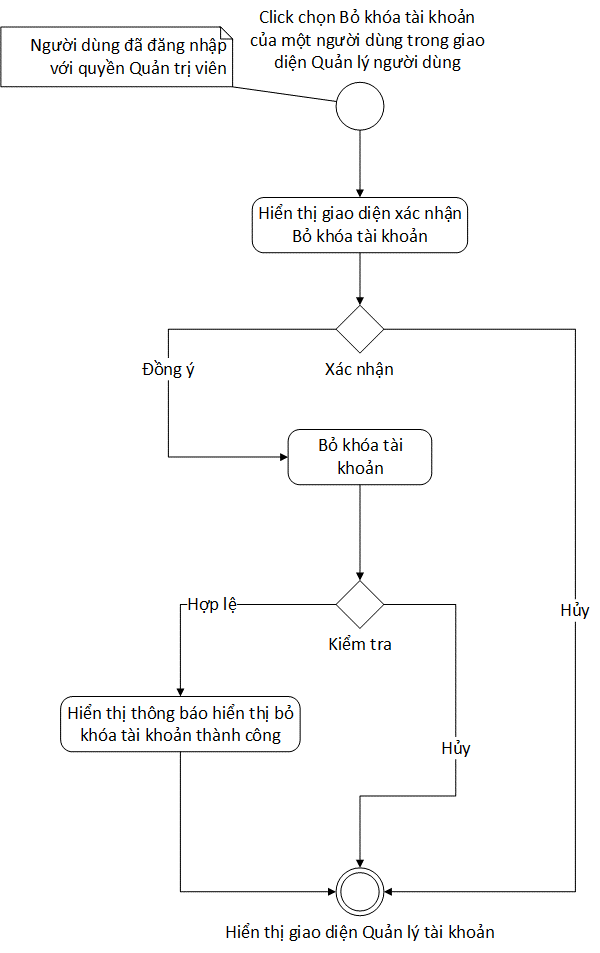 Click chọn Bỏ khóa tài khoản
của một người dùng trong giao
diện Quản lý người dùng
Người dùng đã đăng nhập
với quyền Quản trị viên
Hiển thị giao diện xác nhận
Bỏ khóa tài khoản
Đồng ý
Xác nhận
Bỏ khóa tài
khoản
Hợp lệ
Hủy
Kiểm tra
Hiển thị thông báo hiển thị bỏ
khóa tài khoản thành công
Hủy
Hiển thị giao diện Quản lý tài khoản